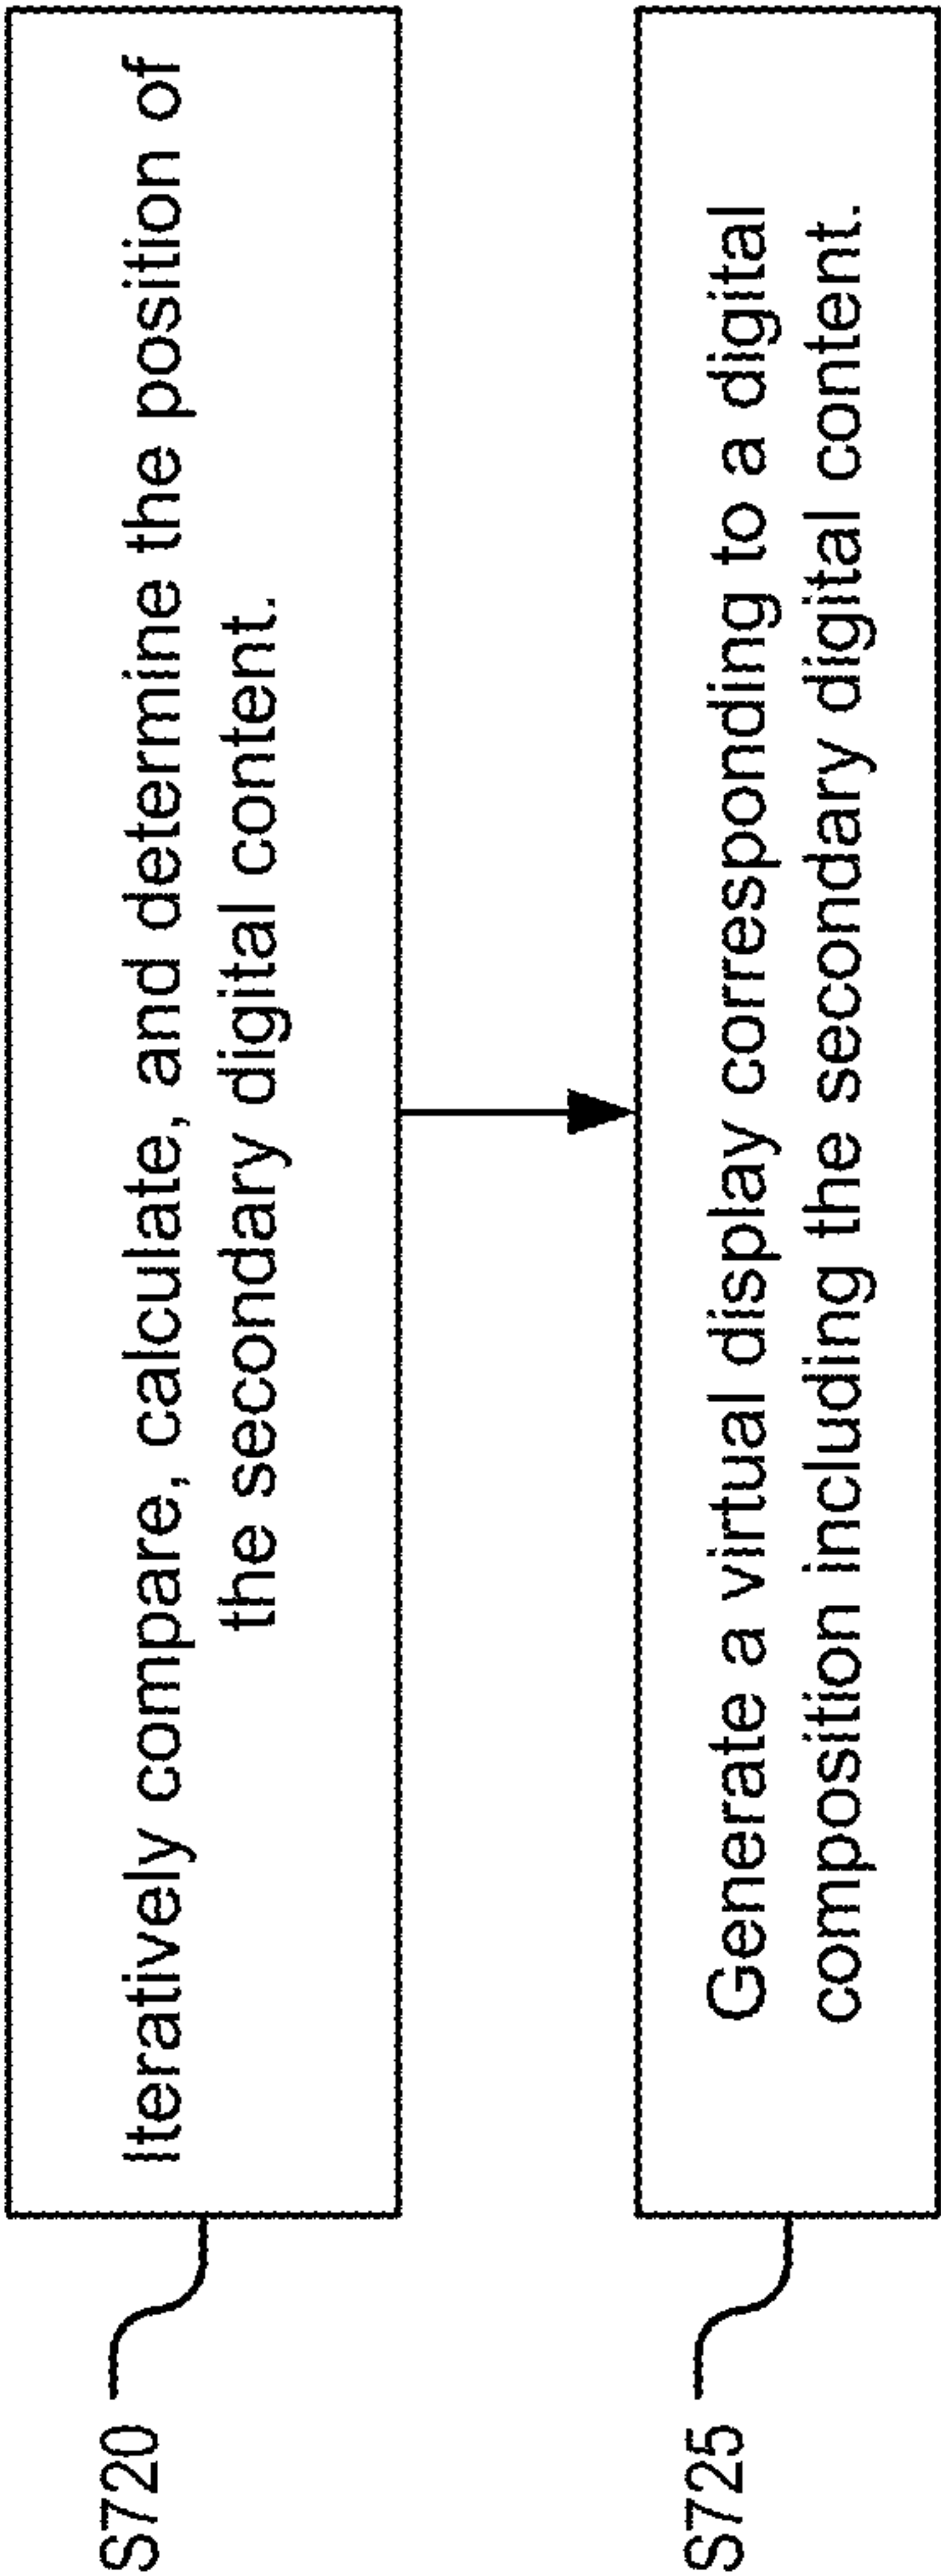 S720
Iteratively compare, calculate, and determine the position of
the secondary digital content.
S725
Generate a virtual display corresponding to a digital
composition including the secondary digital content.